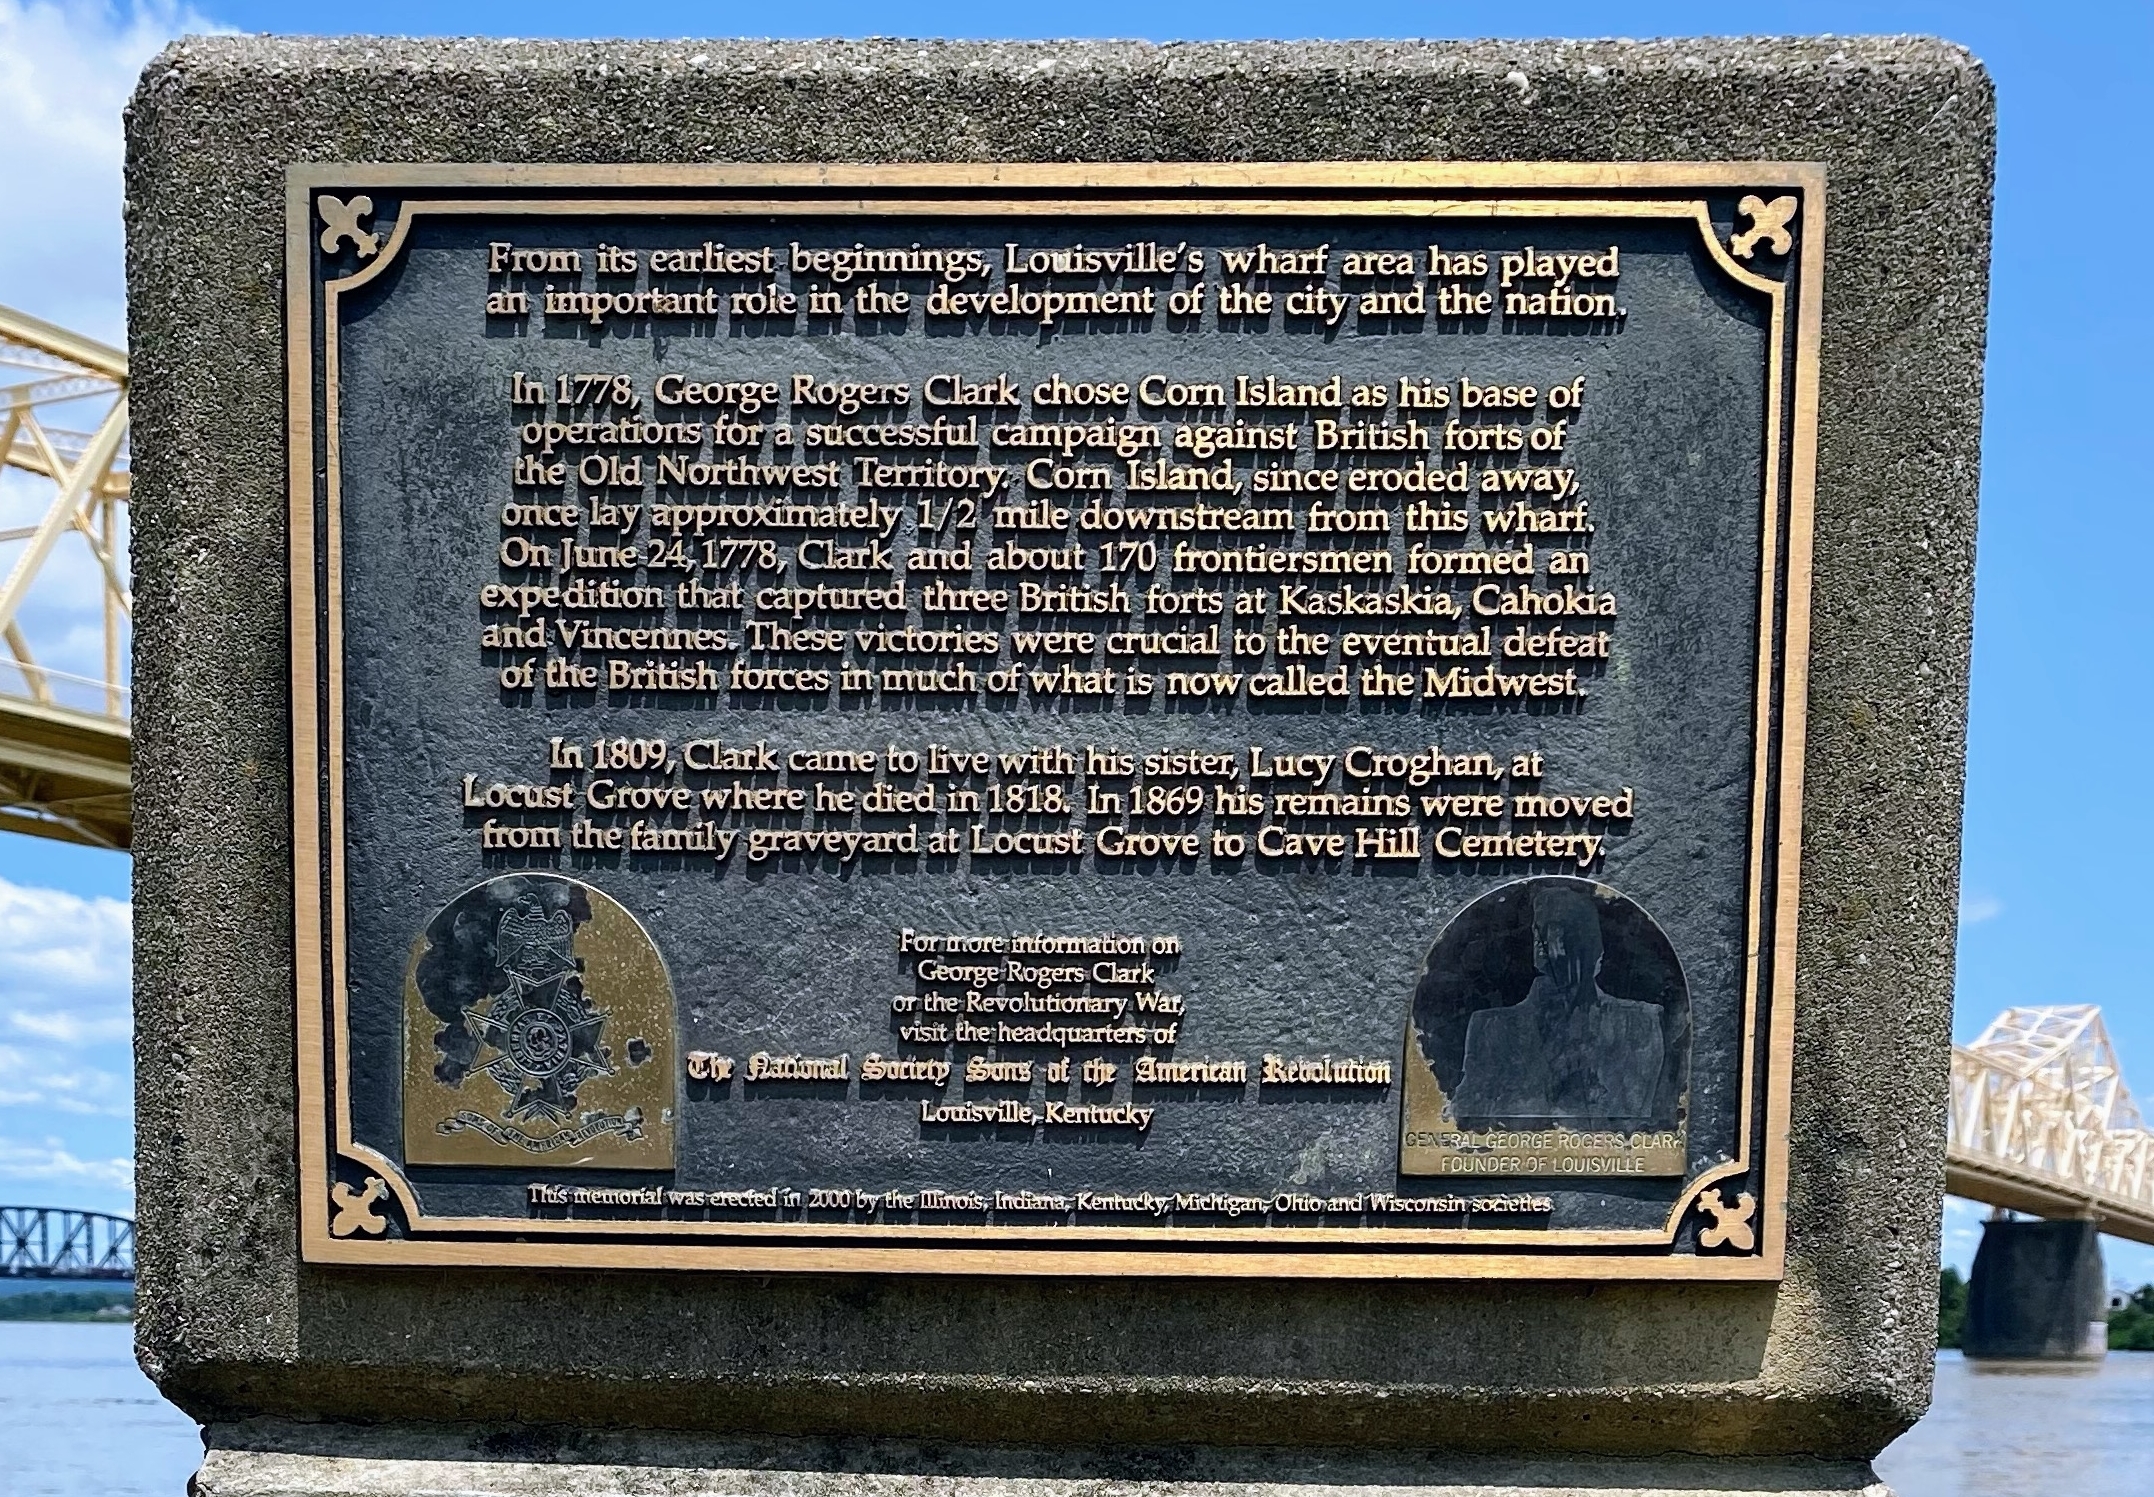 From its earliest beginnings, Louisville's wharf area has played
an important role in the development of the city and the nation.
In 1778, George Rogers Clark chose Corn Island as his base of
operations for a successful campaign against British forts of
the Old Northwest Territory. Corn Island, since eroded away,
once lay approximately 1/2 mile downstream from this wharf.
On June 24, 1778, Clark and about 170 frontiersmen formed an
expedition that captured three British forts at Kaskaskia, Cahokia
and Vincennes. These victories were crucial to the eventual defeat
of the British forces in much of what is now called the Midwest.
In 1809, Clark came to live with his sister, Lucy Croghan, at
Locust Grove where he died in 1818. In 1869 his remains were moved
from the family graveyard at Locust Grove to Cave Hill Cemetery.
For more information on
George Rogers Clark
or the Revolutionary War,
visit the headquarters of
The National Society Sons of the American Revolution
Louisville, Kentucky
SONS OF THE AMERICAN REVOLUTION
GENERAL GEORGE ROGERS CLARK
FOUNDER OF LOUISVILLE
This memorial was erected in 2000 by the Illinois, Indiana, Kentucky, Michigan, Ohio and Wisconsin societies.